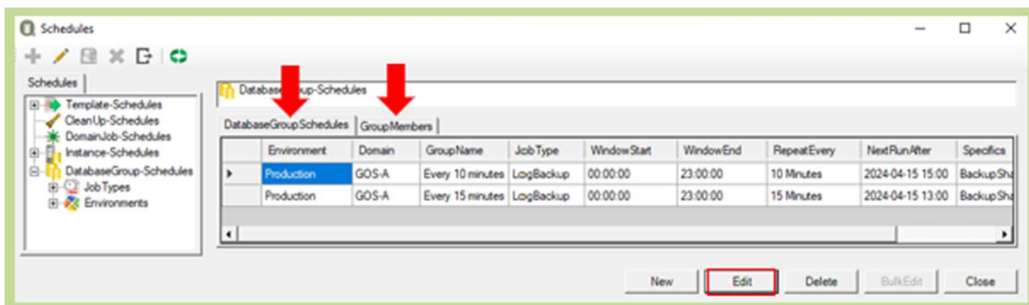 Schedules
Schedules
Template-Schedules
CleanUp-Schedules
DomainJob-Schedules
Instance-Schedules
DatabaseGroup-Schedules
JobTypes
Environments
DatabaseGroup-Schedules
DatabaseGroupSchedules GroupMembers
Environment Domain GroupName JobType WindowStart WindowEnd RepeatEvery NextRunAfter Specifics
Production GOS-A Every 10 minutes LogBackup 00:00:00 23:00:00 10 Minutes 2024-04-15 15:00 BackupSha
Production GOS-A Every 15 minutes LogBackup 00:00:00 23:00:00 15 Minutes 2024-04-15 13:00 BackupSha
New Edit Delete BulkEdit Close